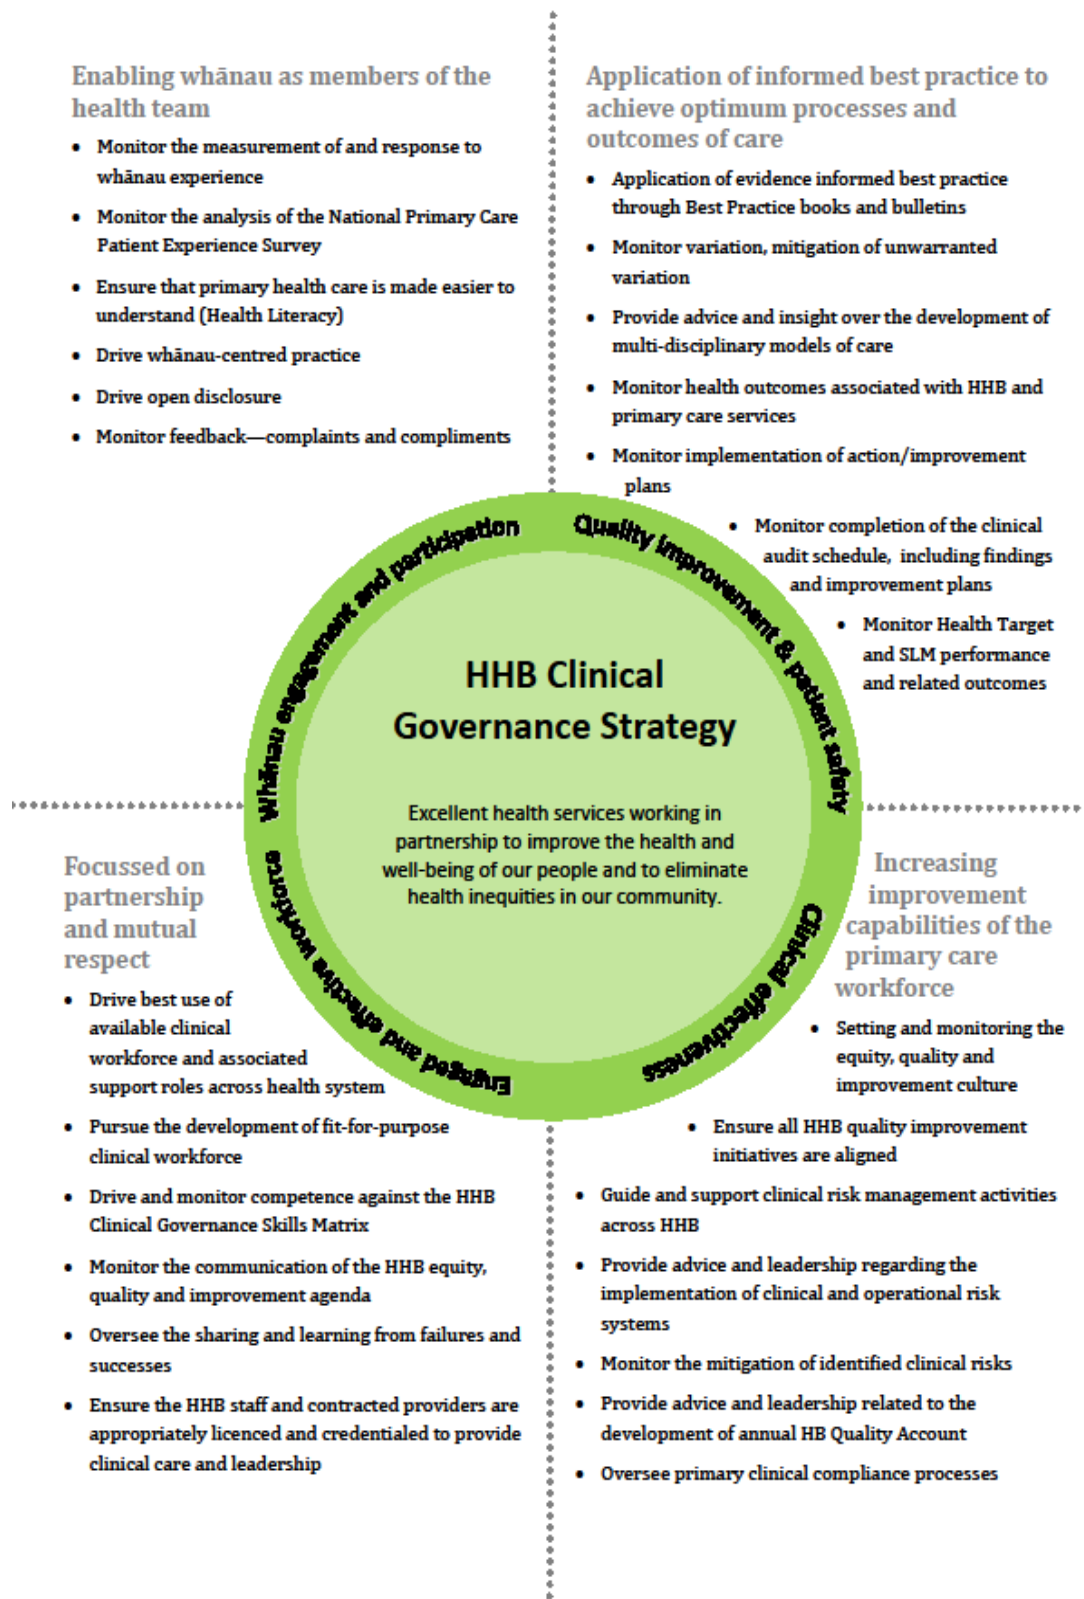 Enabling whānau as members of the
health team
• Monitor the measurement of and response to
whānau experience
• Monitor the analysis of the National Primary Care
Patient Experience Survey
• Ensure that primary health care is made easier to
understand (Health Literacy)
• Drive whānau-centred practice
• Drive open disclosure
• Monitor feedback—complaints and compliments
Application of informed best practice to
achieve optimum processes and
outcomes of care
• Application of evidence informed best practice
through Best Practice books and bulletins
• Monitor variation, mitigation of unwarranted
variation
• Provide advice and insight over the development of
multi-disciplinary models of care
• Monitor health outcomes associated with HHB and
primary care services
• Monitor implementation of action/improvement
plans
• Monitor completion of the clinical
audit schedule, including findings
and improvement plans
• Monitor Health Target
and SLM performance
and related outcomes
Whānau engagement and participation
Quality improvement & patient safety
HHB Clinical
Governance Strategy
Excellent health services working in
partnership to improve the health and
well-being of our people and to eliminate
health inequities in our community.
Engaged and effective workforce
Clinical effectiveness
Focussed on
partnership
and mutual
respect
• Drive best use of
available clinical
workforce and associated
support roles across health system
• Pursue the development of fit-for-purpose
clinical workforce
• Drive and monitor competence against the HHB
Clinical Governance Skills Matrix
• Monitor the communication of the HHB equity,
quality and improvement agenda
• Oversee the sharing and learning from failures and
successes
• Ensure the HHB staff and contracted providers are
appropriately licenced and credentialed to provide
clinical care and leadership
Increasing
improvement
capabilities of the
primary care
workforce
• Setting and monitoring the
equity, quality and
improvement culture
• Ensure all HHB quality improvement
initiatives are aligned
• Guide and support clinical risk management activities
across HHB
• Provide advice and leadership regarding the
implementation of clinical and operational risk
systems
• Monitor the mitigation of identified clinical risks
• Provide advice and leadership related to the
development of annual HB Quality Account
• Oversee primary clinical compliance processes